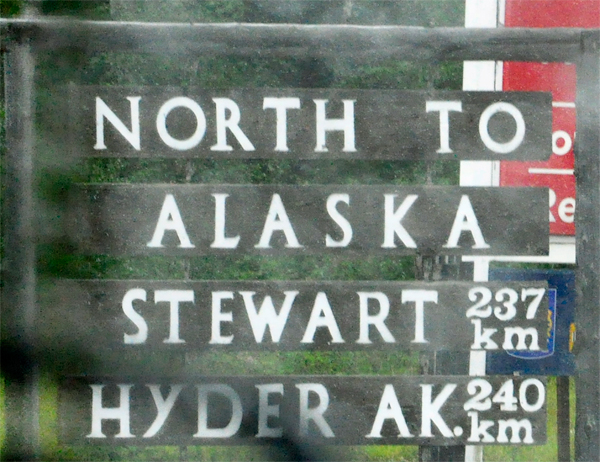 NORTH TO
ALASKA
STEWART 237 km
HYDER AK. 240 km